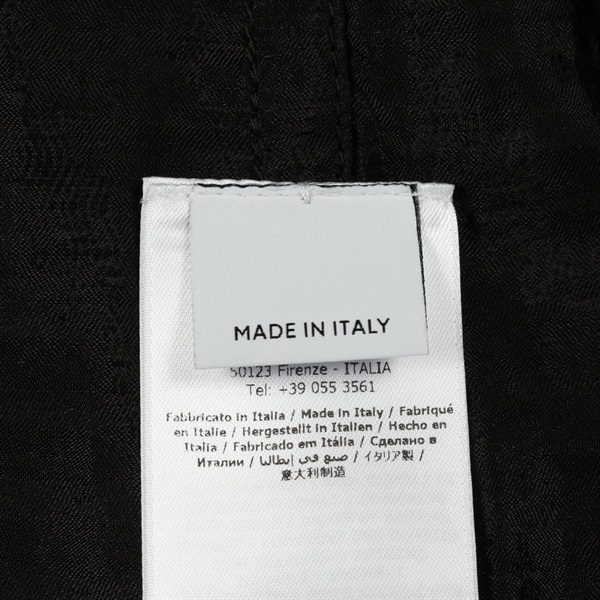 MADE IN ITALY
50123 Firenze - ITALIA
Tel: +39 055 3561
Fabbricato in Italia / Made in Italy / Fabriqué
en Italie / Hergestellt in Italien / Hecho en
Italia / Fabricado em Itália / Сделано в
Италии / صنع في إيطاليا / イタリア製 /
意大利制造